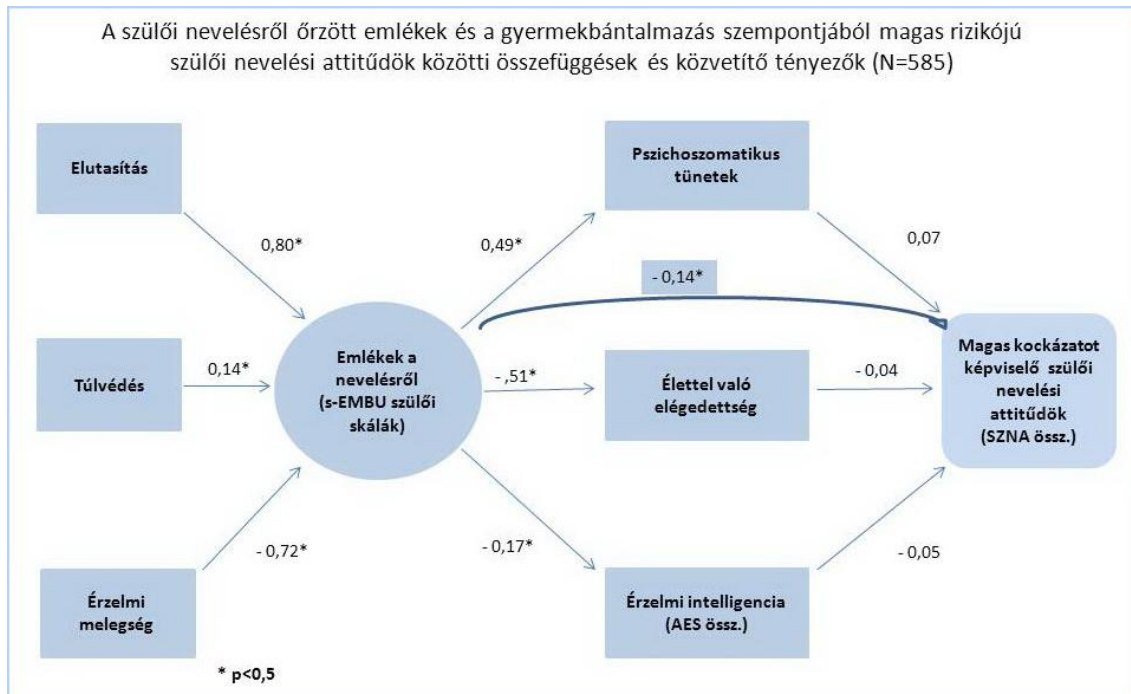 A szülői nevelésről őrzött emlékek és a gyermekbántalmazás szempontjából magas rizikójú
szülői nevelési attitűdök közötti összefüggések és közvetítő tényezők (N=585)
Elutasítás
Pszichoszomatikus
tünetek
0,80*
0,49*
0,07
- 0,14*
Túlvédés
0,14*
Emlékek a
nevelésről
(s-EMBU szülői
skálák)
- ,51*
Élettel való
elégedettség
- 0,04
Magas kockázatot
képviselő szülői
nevelési
attitűdök
(SZNA össz.)
- 0,72*
- 0,17*
- 0,05
Érzelmi
melegség
Érzelmi intelligencia
(AES össz.)
* p<0,5